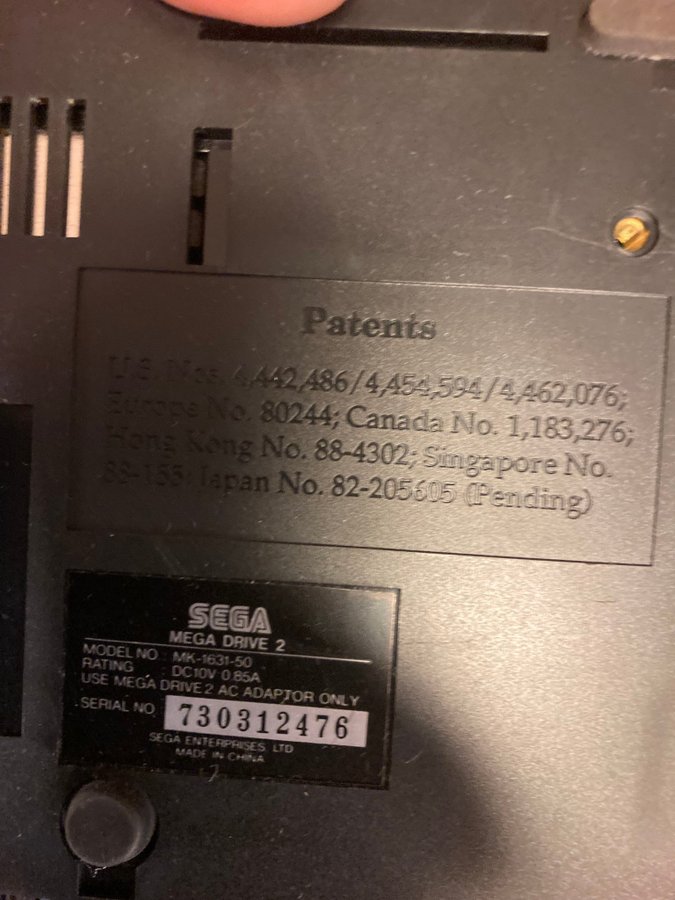 Patents
U.S. Nos. 4,442,486/4,454,594/4,462,076;
Europe No. 80244; Canada No. 1,183,276;
Hong Kong No. 88-4302; Singapore No.
88-155; Japan No. 82-205605 (Pending)
SEGA
MEGA DRIVE 2
MODEL NO : MK-1631-50
RATING : DC10V 0.85A
USE MEGA DRIVE 2 AC ADAPTOR ONLY
SERIAL NO 730312476
SEGA ENTERPRISES, LTD
MADE IN CHINA